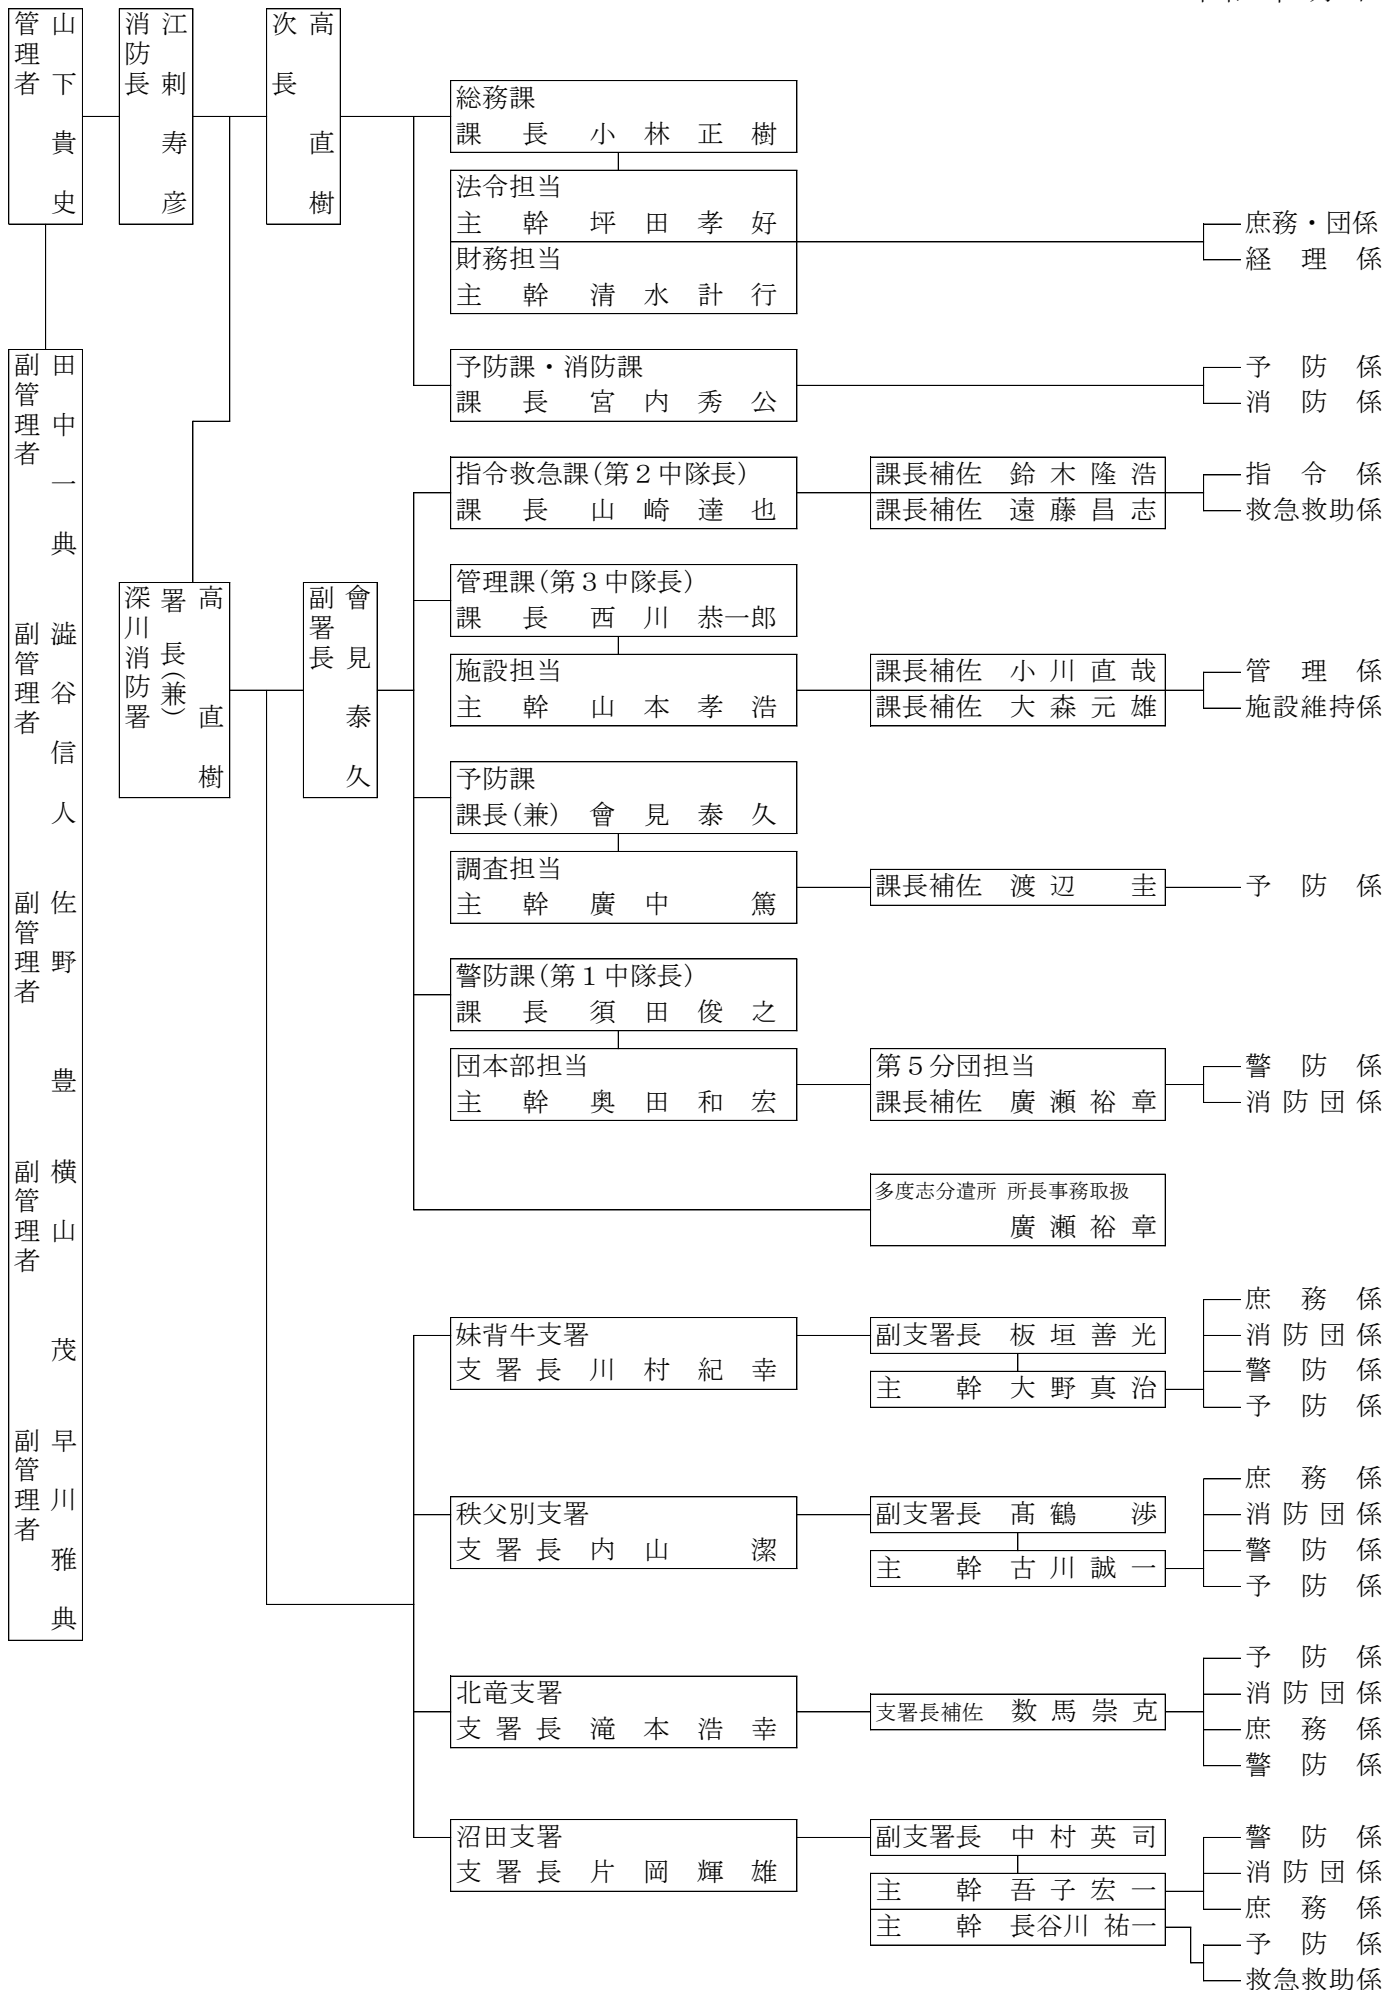 管理者 山下貴史
消防長 江刺寿彦
次長 高 直樹
総務課
課長 小林正樹
法令担当
主幹 坪田孝好
財務担当
主幹 清水計行
庶務・団係
経理係
副管理者 田中一典
副管理者 澁谷信人
副管理者 佐野 豊
副管理者 横山 茂
副管理者 早川雅典
予防課・消防課
課長 宮内秀公
予防係
消防係
深川消防署
署長(兼) 高 直樹
副署長 會見泰久
指令救急課(第2中隊長)
課長 山崎達也
課長補佐 鈴木隆浩
課長補佐 遠藤昌志
指令係
救急救助係
管理課(第3中隊長)
課長 西川恭一郎
施設担当
主幹 山本孝浩
課長補佐 小川直哉
課長補佐 大森元雄
管理係
施設維持係
予防課
課長(兼) 會見泰久
調査担当
主幹 廣中 篤
課長補佐 渡辺 圭
予防係
警防課(第1中隊長)
課長 須田俊之
団本部担当
主幹 奥田和宏
第5分団担当
課長補佐 廣瀬裕章
警防係
消防団係
多度志分遣所 所長事務取扱
廣瀬裕章
妹背牛支署
支署長 川村紀幸
副支署長 板垣善光
主幹 大野真治
庶務係
消防団係
警防係
予防係
秩父別支署
支署長 内山 潔
副支署長 髙鶴 渉
主幹 古川誠一
庶務係
消防団係
警防係
予防係
北竜支署
支署長 滝本浩幸
支署長補佐 数馬崇克
予防係
消防団係
庶務係
警防係
沼田支署
支署長 片岡輝雄
副支署長 中村英司
主幹 吾子宏一
主幹 長谷川祐一
警防係
消防団係
庶務係
予防係
救急救助係